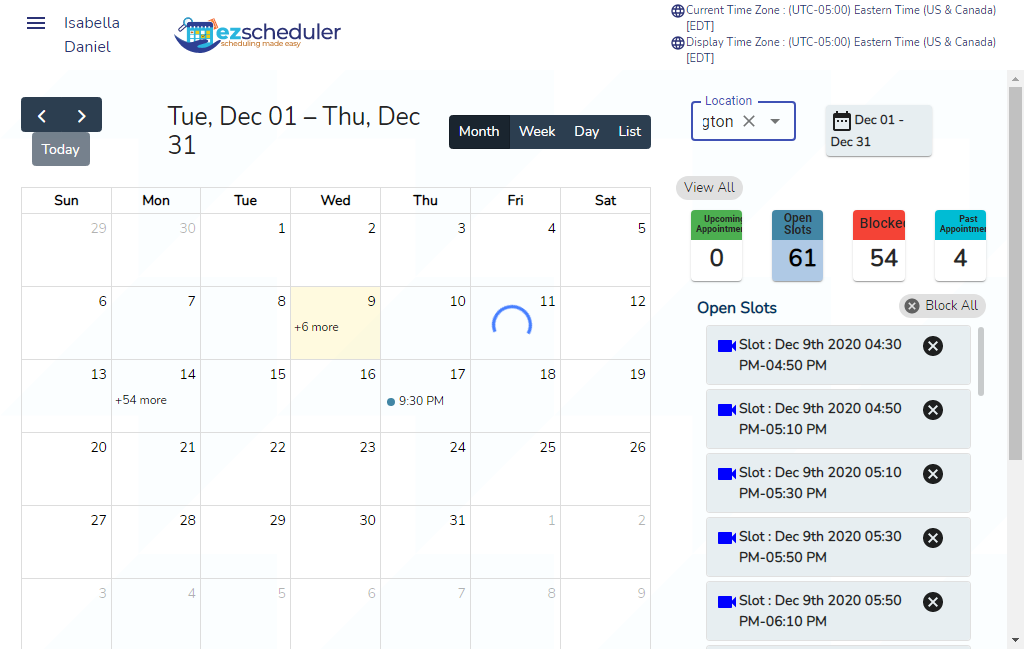 Isabella
Daniel
ezscheduler
scheduling made easy
Current Time Zone : (UTC-05:00) Eastern Time (US & Canada)
[EDT]
Display Time Zone : (UTC-05:00) Eastern Time (US & Canada)
[EDT]
Today
Tue, Dec 01 – Thu, Dec
31
Month Week Day List
Location
gton
Dec 01 -
Dec 31
View All
Upcoming
Appointmen
0
Open
Slots
61
Blocked
54
Past
Appointmen
4
Open Slots
Block All
Sun Mon Tue Wed Thu Fri Sat
29 30 1 2 3 4 5
6 7 8 9 10 11 12
+6 more
13 14 15 16 17 18 19
+54 more
9:30 PM
20 21 22 23 24 25 26
27 28 29 30 31 1 2
3 4 5 6 7 8 9
Slot : Dec 9th 2020 04:30
PM-04:50 PM
Slot : Dec 9th 2020 04:50
PM-05:10 PM
Slot : Dec 9th 2020 05:10
PM-05:30 PM
Slot : Dec 9th 2020 05:30
PM-05:50 PM
Slot : Dec 9th 2020 05:50
PM-06:10 PM